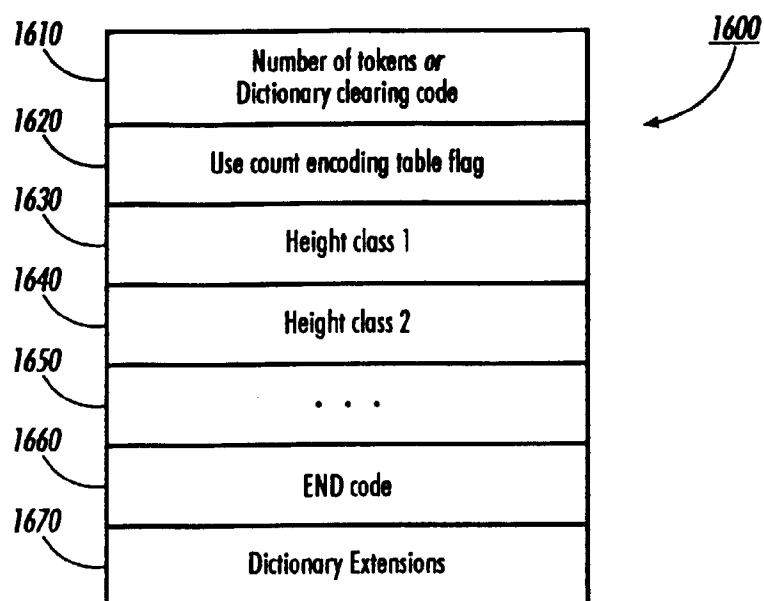 1600
1610
Number of tokens or
Dictionary clearing code
1620
Use count encoding table flag
1630
Height class 1
1640
Height class 2
1650
. . .
1660
END code
1670
Dictionary Extensions